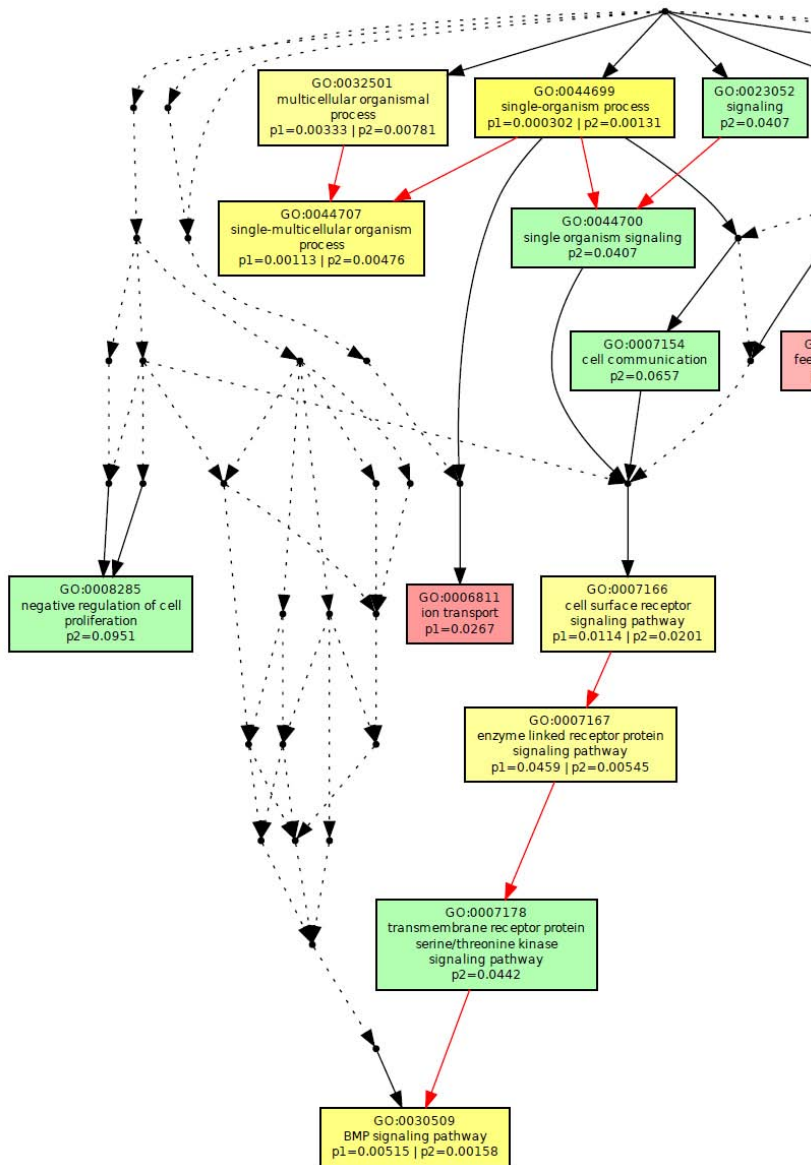 GO:0032501
multicellular organismal
process
p1=0.00333 | p2=0.00781
GO:0044699
single-organism process
p1=0.000302 | p2=0.00131
GO:0023052
signaling
p2=0.0407
GO:0044707
single-multicellular organism
process
p1=0.00113 | p2=0.00476
GO:0044700
single organism signaling
p2=0.0407
GO:0007154
cell communication
p2=0.0657
G
fee
GO:0008285
negative regulation of cell
proliferation
p2=0.0951
GO:0006811
ion transport
p1=0.0267
GO:0007166
cell surface receptor
signaling pathway
p1=0.0114 | p2=0.0201
GO:0007167
enzyme linked receptor protein
signaling pathway
p1=0.0459 | p2=0.00545
GO:0007178
transmembrane receptor protein
serine/threonine kinase
signaling pathway
p2=0.0442
GO:0030509
BMP signaling pathway
p1=0.00515 | p2=0.00158